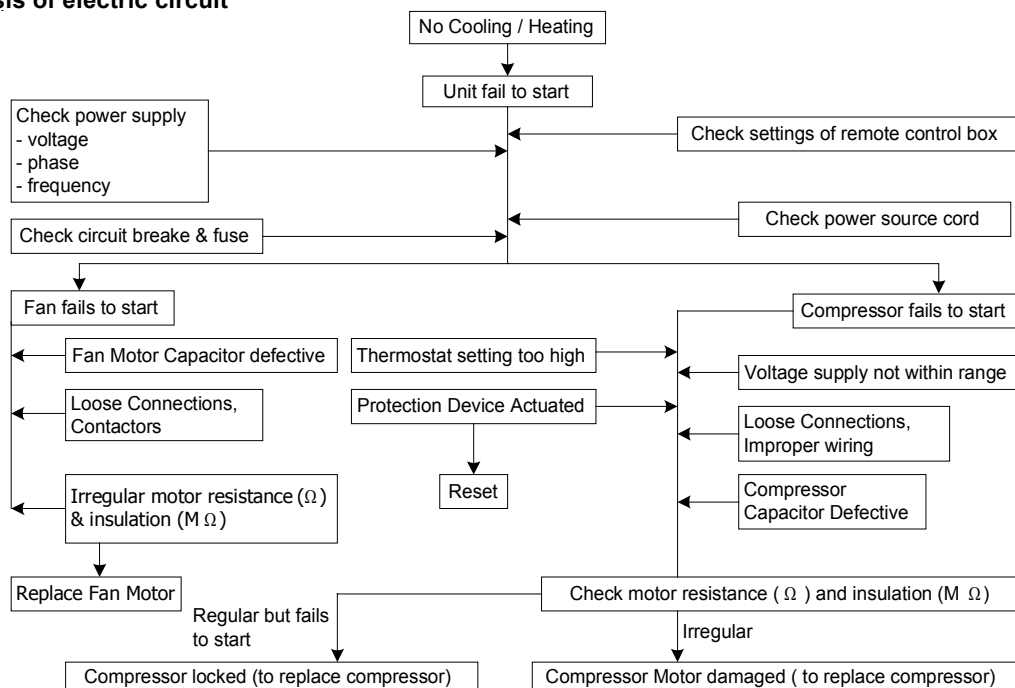 of electric circuit
No Cooling / Heating
Unit fail to start
Check power supply
- voltage
- phase
- frequency
Check settings of remote control box
Check power source cord
Check circuit breake & fuse
Fan fails to start
Compressor fails to start
Fan Motor Capacitor defective
Thermostat setting too high
Voltage supply not within range
Loose Connections,
Contactors
Protection Device Actuated
Loose Connections,
Improper wiring
Reset
Irregular motor resistance (Ω)
& insulation (M Ω)
Compressor
Capacitor Defective
Replace Fan Motor
Check motor resistance ( Ω ) and insulation (M Ω)
Regular but fails
to start
Irregular
Compressor locked (to replace compressor)
Compressor Motor damaged ( to replace compressor)